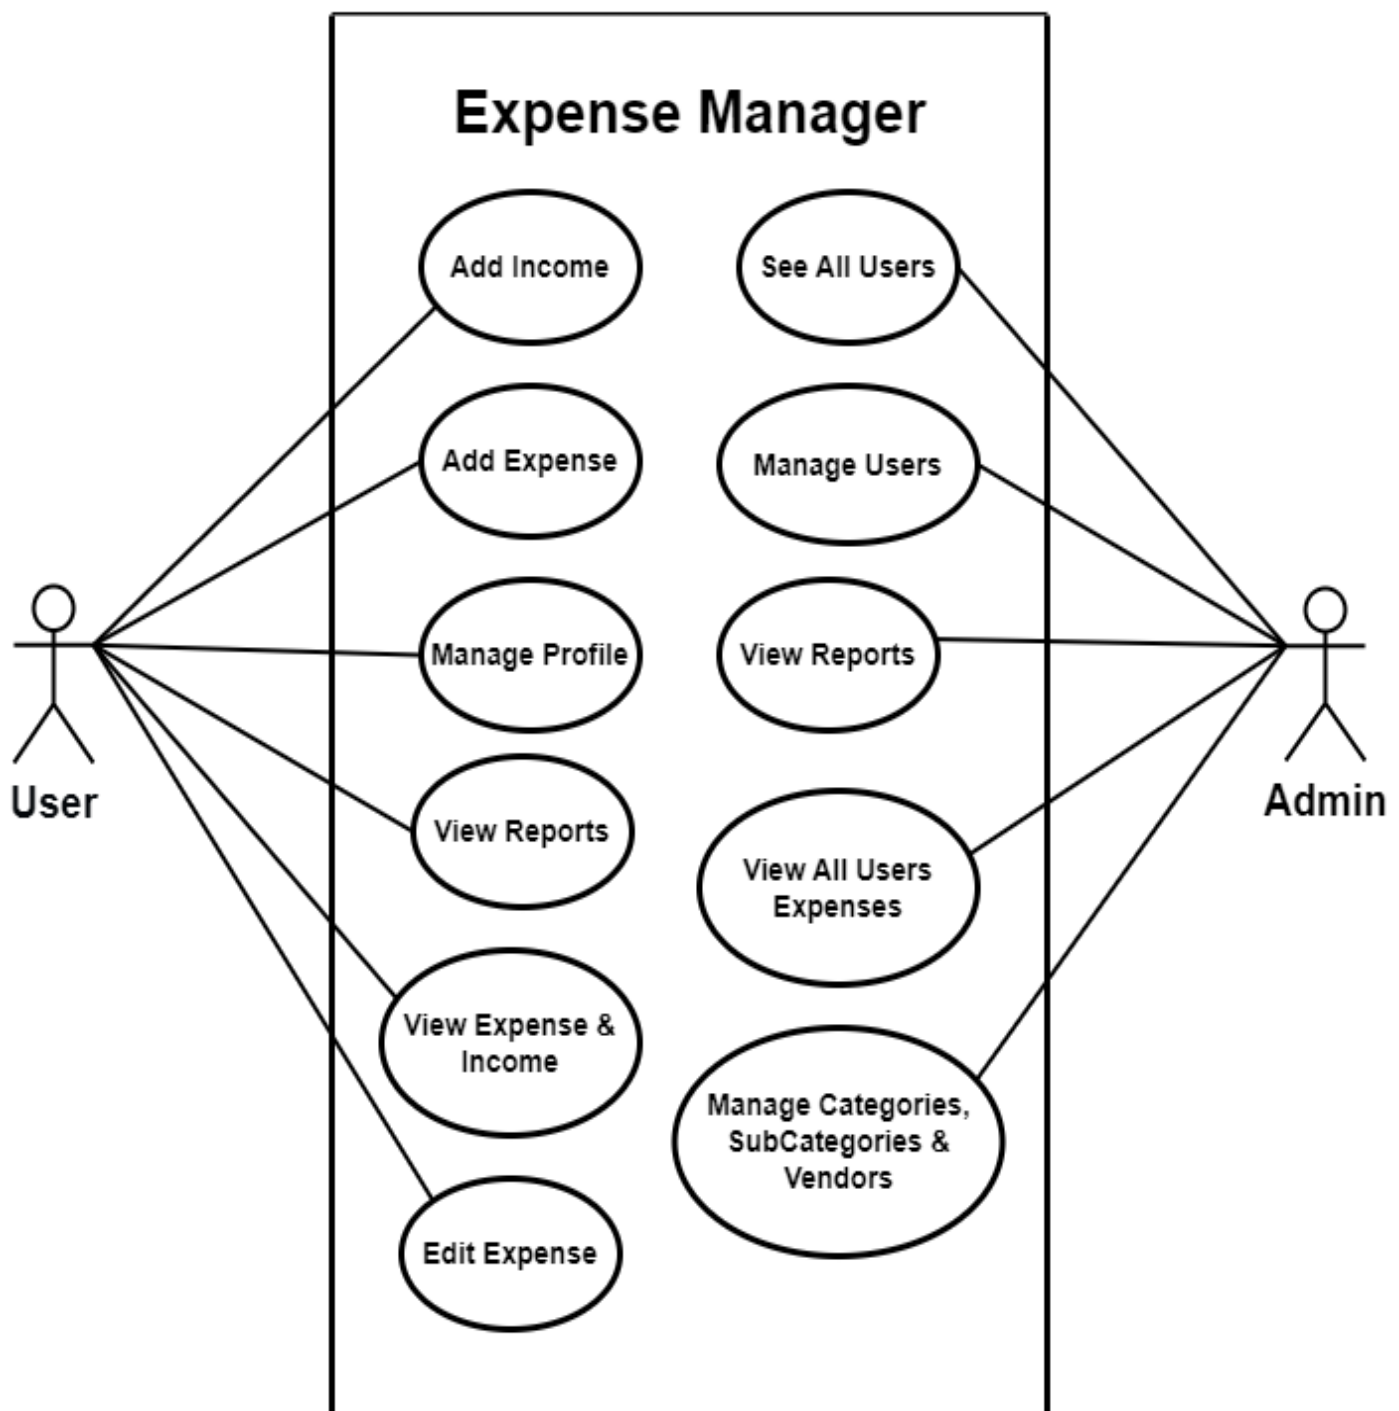 Expense Manager
Add Income
See All Users
Add Expense
Manage Users
Manage Profile
View Reports
User
Admin
View Reports
View All Users
Expenses
View Expense &
Income
Manage Categories,
SubCategories &
Vendors
Edit Expense